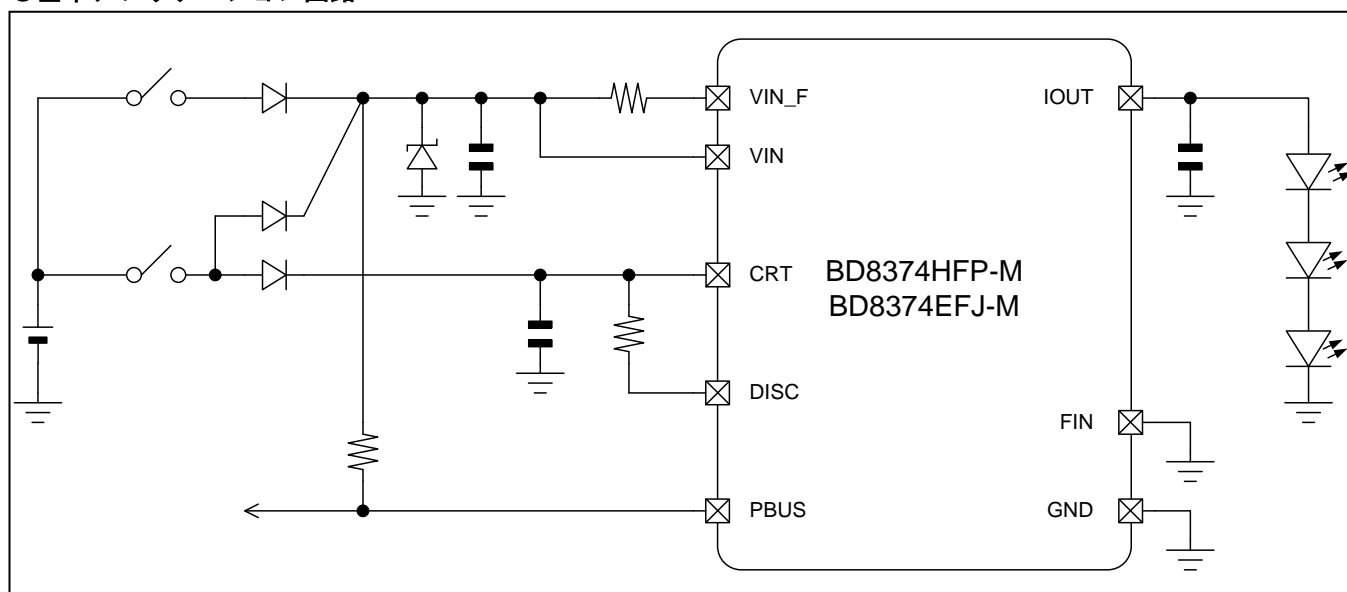 VIN_F
IOUT
VIN
CRT
BD8374HFP-M
BD8374EFJ-M
DISC
FIN
PBUS
GND